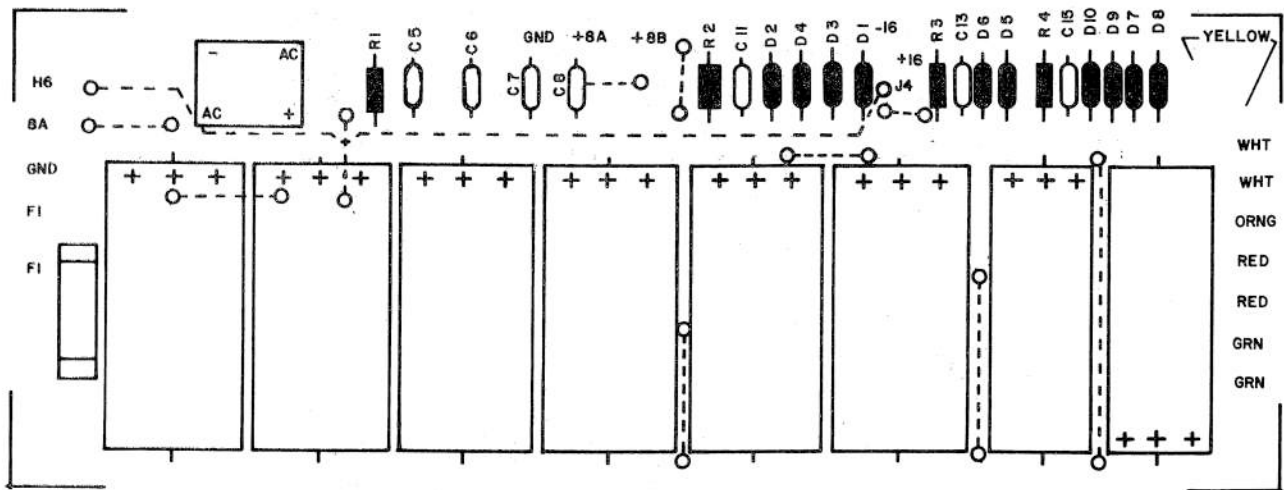 R1
C5
C6
GND +8A +8B
C7
C8
R2
C11
D2
D4
D3
D1
-16
+16
J4
R3
C13
D6
D5
R4
C15
D10
D9
D7
D8
YELLOW
- AC
AC +
H6
8A
GND
F1
F1
+
+ + +
+ + +
+ + +
+ + +
+ + +
+ + +
+ + +
+ + +
WHT
WHT
ORNG
RED
RED
GRN
GRN